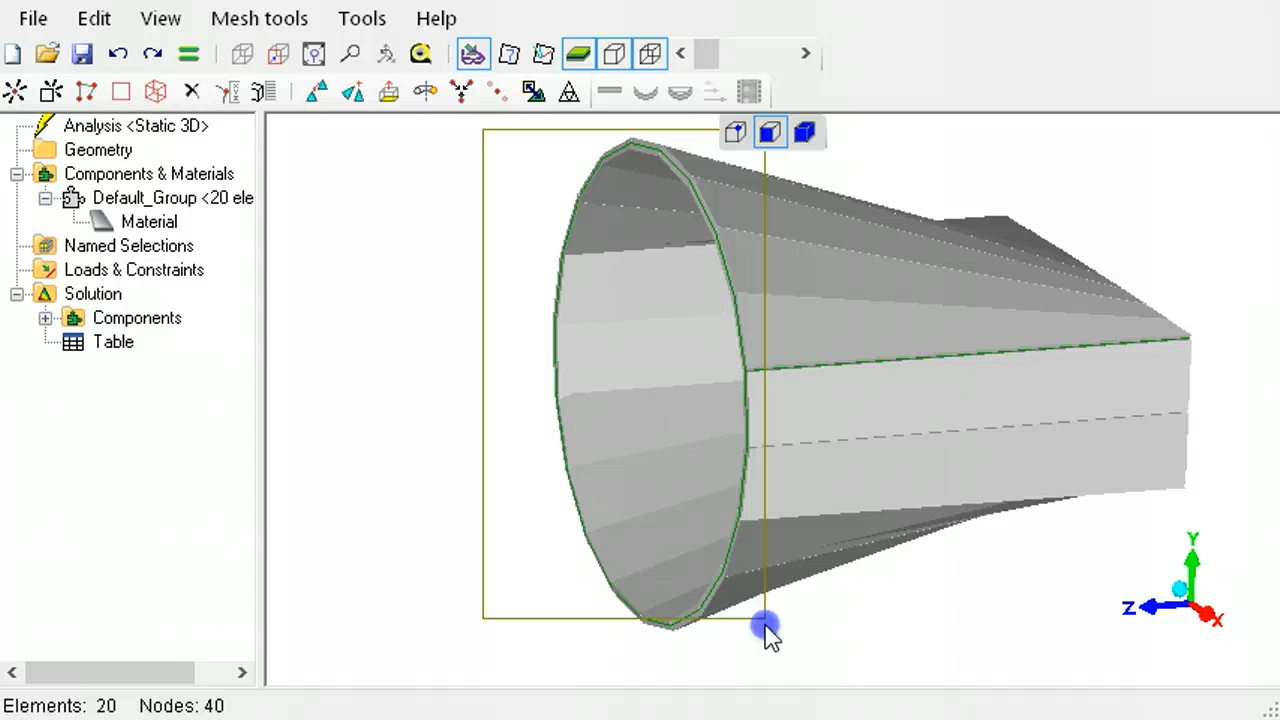 File Edit View Mesh tools Tools Help
Analysis <Static 3D>
Geometry
Components & Materials
Default_Group <20 ele
Material
Named Selections
Loads & Constraints
Solution
Components
Table
Y
Z
X
Elements: 20 Nodes: 40